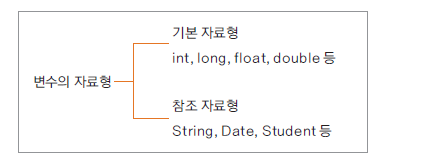 기본 자료형
int, long, float, double 등
변수의 자료형
참조 자료형
String, Date, Student 등